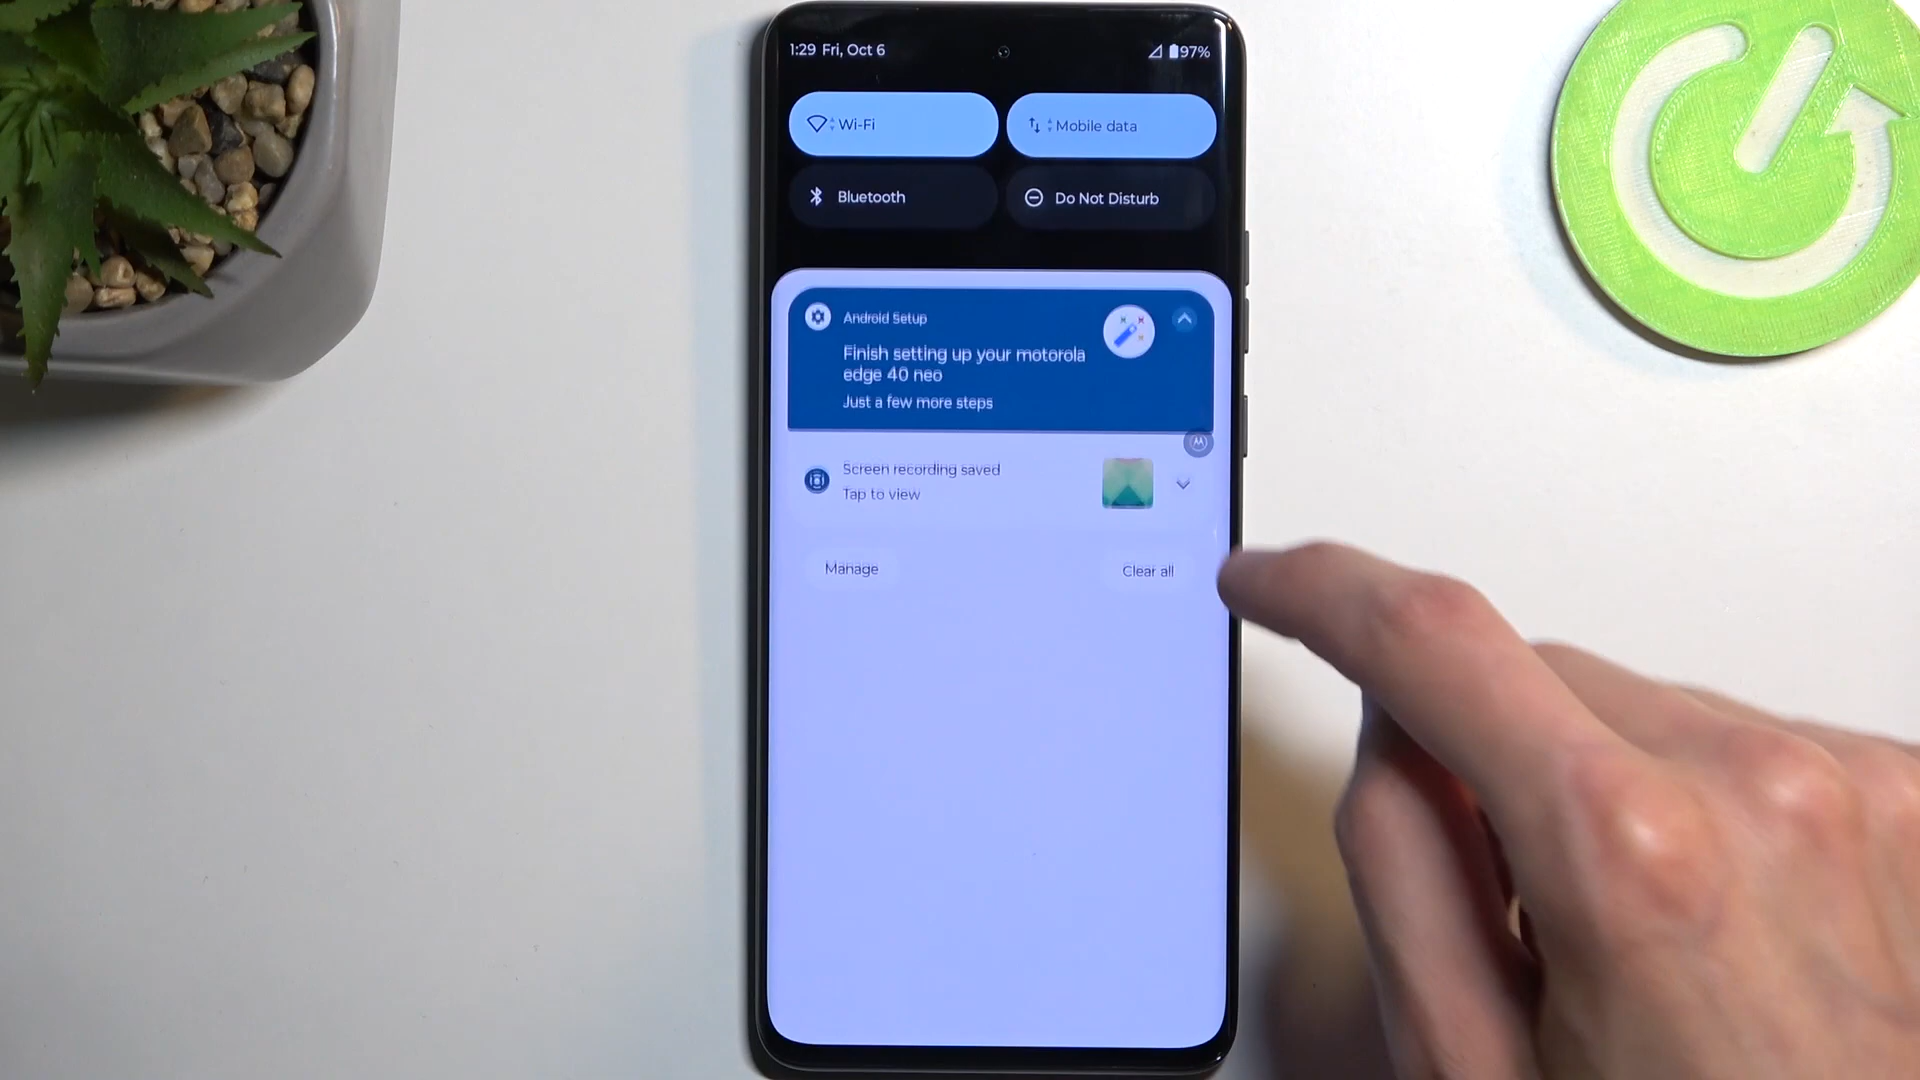 1:29 Fri, Oct 6
97%
Wi-Fi
Mobile data
Bluetooth
Do Not Disturb
Android Setup
Finish setting up your motorola
edge 40 neo
Just a few more steps
Screen recording saved
Tap to view
Manage
Clear all